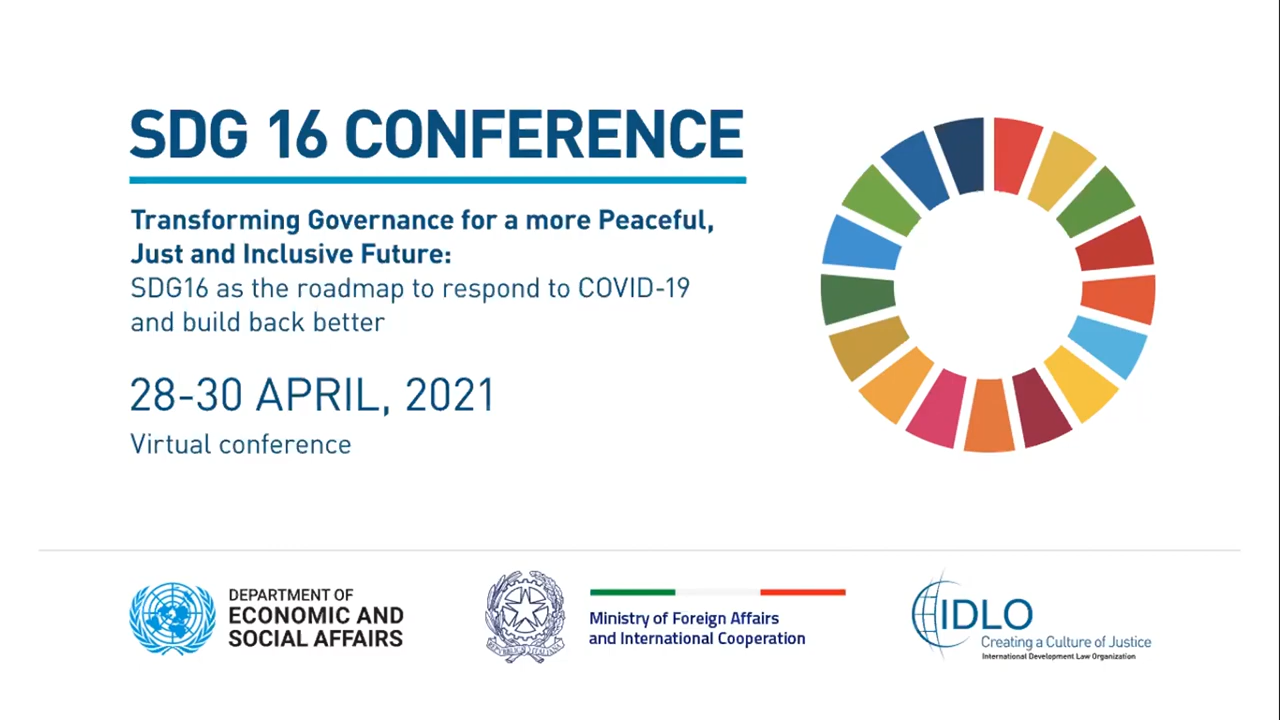 SDG 16 CONFERENCE
Transforming Governance for a more Peaceful,
Just and Inclusive Future:
SDG16 as the roadmap to respond to COVID-19
and build back better
28-30 APRIL, 2021
Virtual conference
DEPARTMENT OF
ECONOMIC AND
SOCIAL AFFAIRS
Ministry of Foreign Affairs
and International Cooperation
IDLO
Creating a Culture of Justice
International Development Law Organization